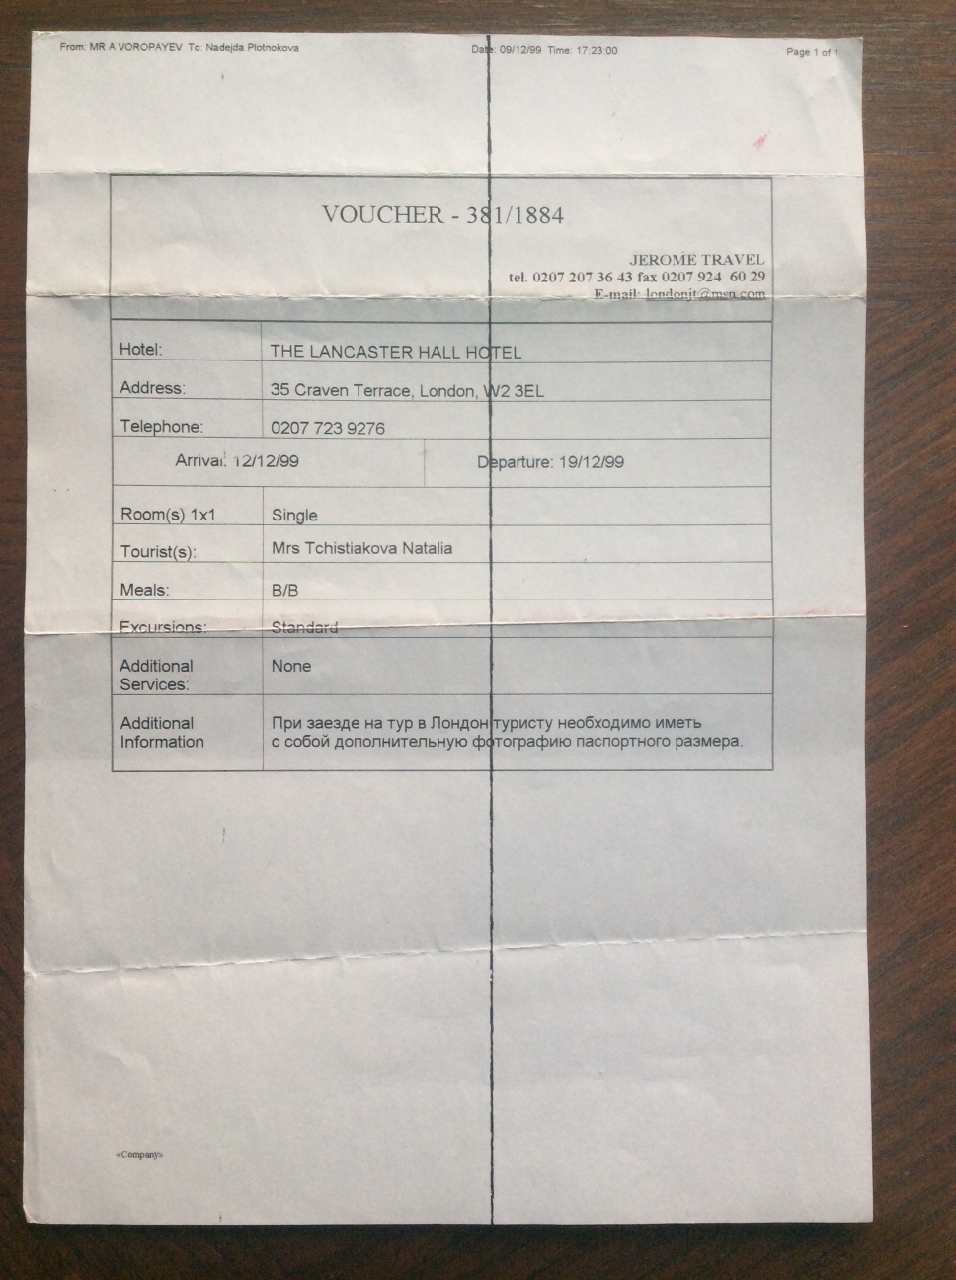 From: MR A VOROPAYEV To: Nadejda Plotnokova Date: 09/12/99 Time: 17:23:00 Page 1 of 1
VOUCHER - 381/1884
JEROME TRAVEL
tel. 0207 207 36 43 fax 0207 924 60 29
E-mail: londonjt@msn.com
Hotel: THE LANCASTER HALL HOTEL
Address: 35 Craven Terrace, London, W2 3EL
Telephone: 0207 723 9276
Arrival: 12/12/99 Departure: 19/12/99
Room(s) 1x1 Single
Tourist(s): Mrs Tchistiakova Natalia
Meals: B/B
Excursions: Standard
Additional Services: None
Additional Information При заезде на тур в Лондон туристу необходимо иметь
с собой дополнительную фотографию паспортного размера.
«Company»